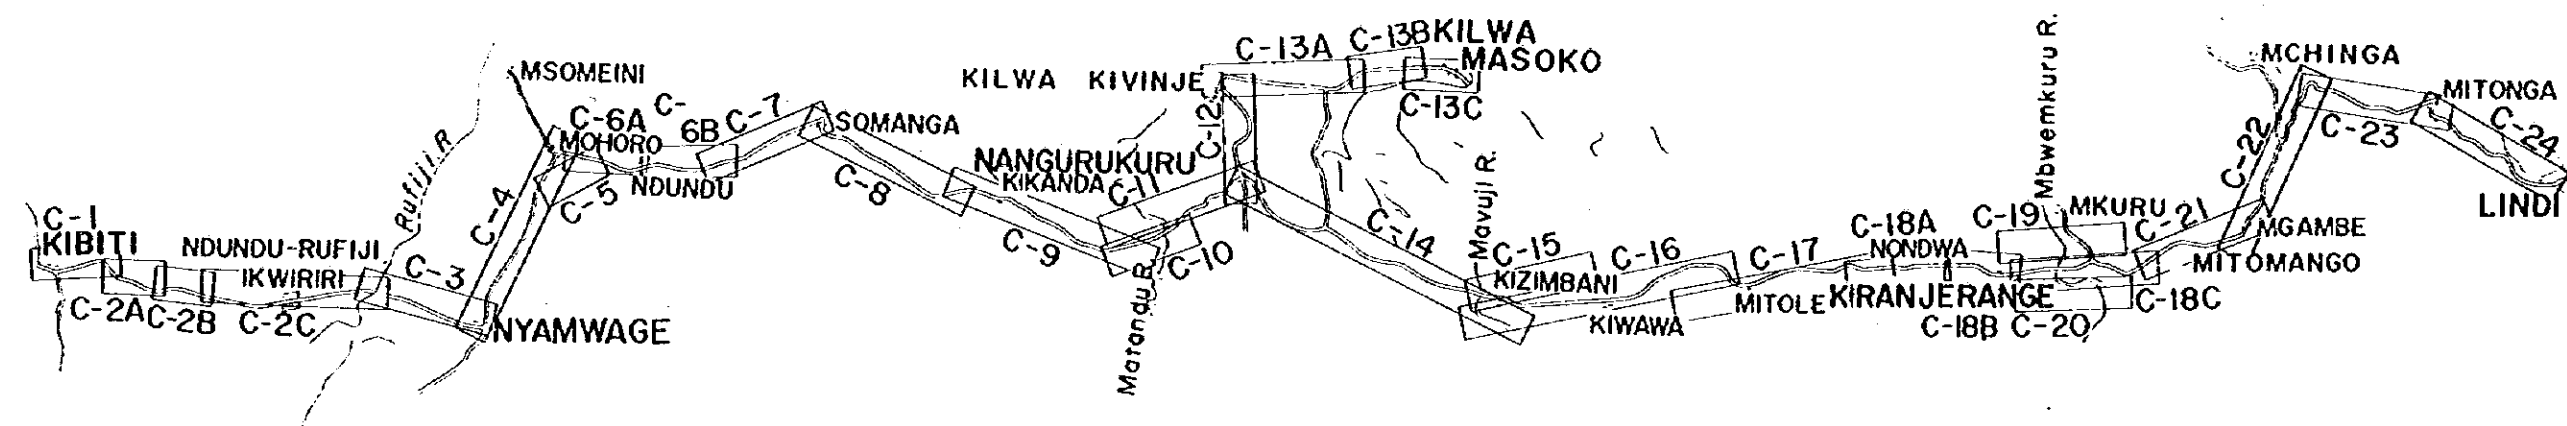 C-1
KIBITI
C-2A
C-2B
C-2C
NDUNDU-RUFIJI
IKWIRIRI
Rufiji R
C-3
NYAMWAGE
C-4
MSOMEINI
C-5
MOHORO
C-6A
C-
6B
NDUNDU
C-7
SOMANGA
C-8
C-9
NANGURUKURU
KIKANDA
C-11
C-10
Matandu B.
KILWA KIVINJE
C-12
C-13A
C-13B
KILWA
MASOKO
C-13C
C-14
Mavuji R.
C-15
KIZIMBANI
C-16
KIWAWA
C-17
MITOLE
C-18A
NONDWA
KIRANJERANGE
C-18B
C-19
C-20
Mbwemkuru R.
MKURU
C-18C
C-21
MITOMANGO
MGAMBE
C-22
MCHINGA
C-23
MITONGA
C-24
LINDI